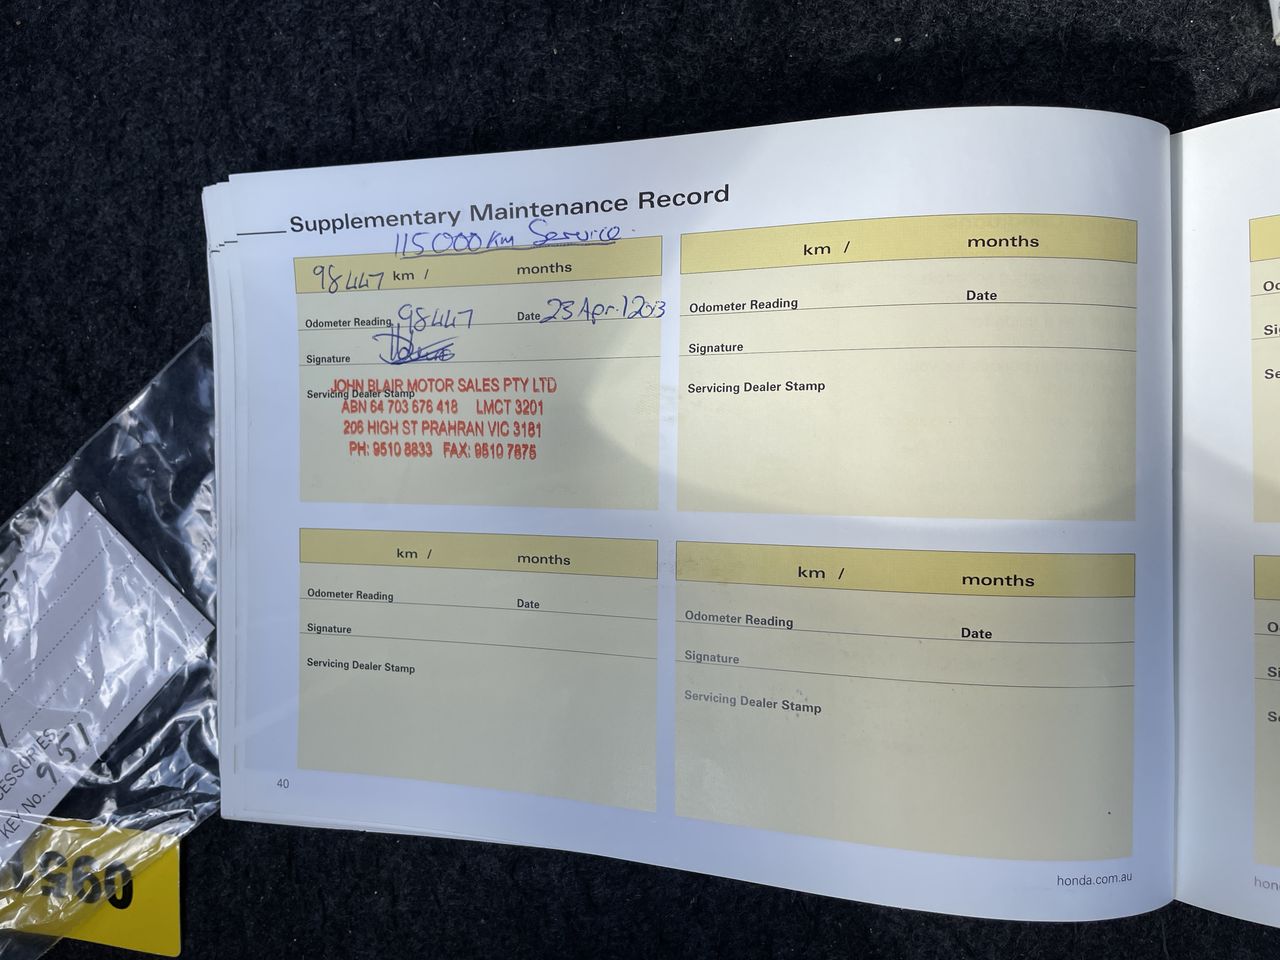 Supplementary Maintenance Record
115000 km Service
98447 km / months
Odometer Reading 98447 Date 23 Apr 1203
Signature
Servicing Dealer Stamp
JOHN BLAIR MOTOR SALES PTY LTD
ABN 64 703 676 418 LMCT 3201
206 HIGH ST PRAHRAN VIC 3181
PH: 9510 8833 FAX: 9510 7875
km / months
Odometer Reading Date
Signature
Servicing Dealer Stamp
km / months
Odometer Reading Date
Signature
Servicing Dealer Stamp
km / months
Odometer Reading Date
Signature
Servicing Dealer Stamp
40
honda.com.au
KEY No. 951